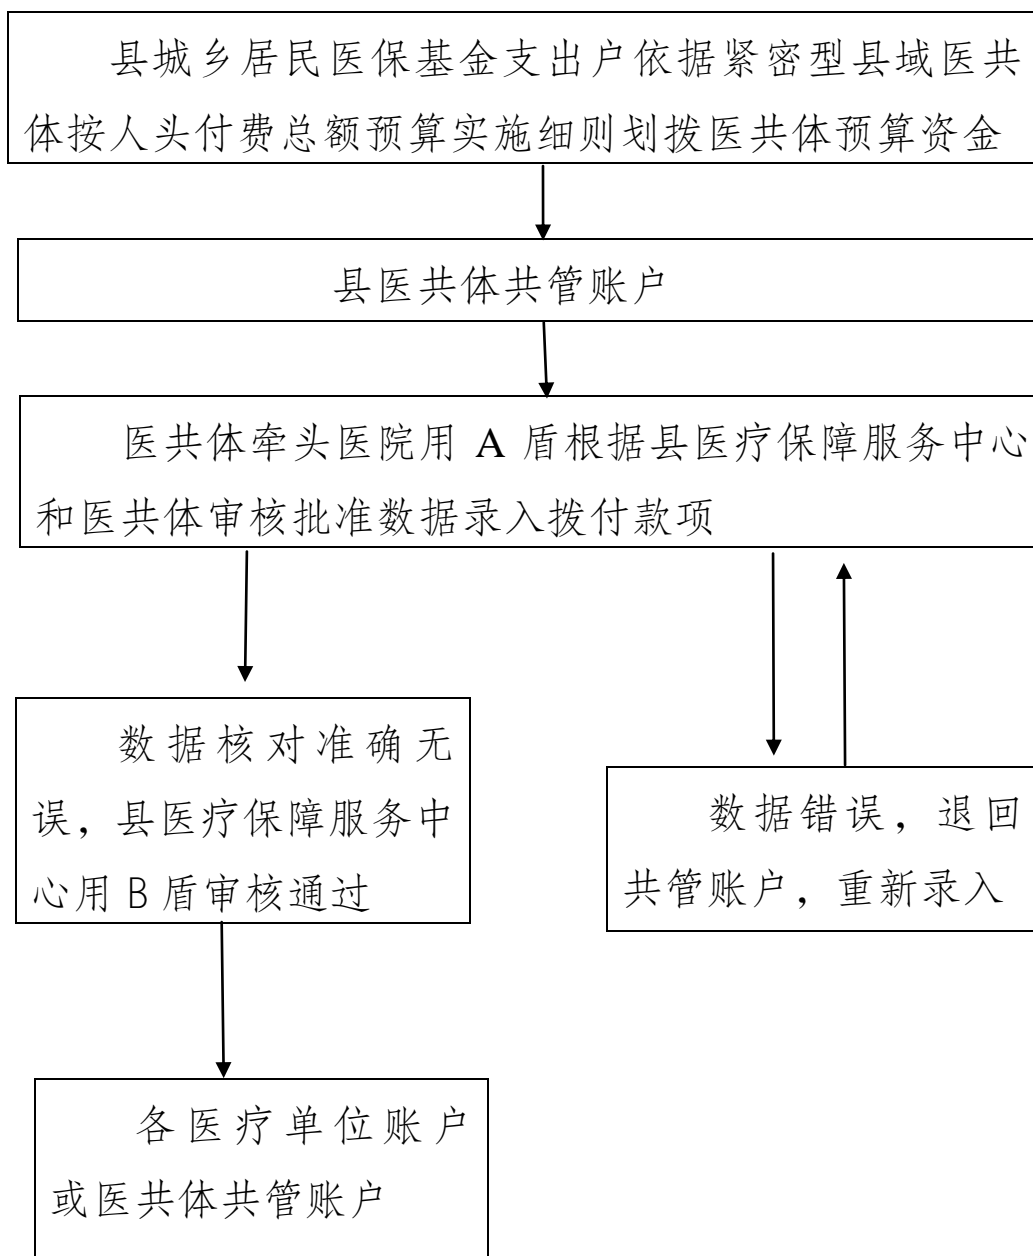 县城乡居民医保基金支出户依据紧密型县域医共
体按人头付费总额预算实施细则划拨医共体预算资金
县医共体共管账户
医共体牵头医院用 A 盾根据县医疗保障服务中心
和医共体审核批准数据录入拨付款项
数据核对准确无
误，县医疗保障服务中
心用 B 盾审核通过
数据错误，退回
共管账户，重新录入
各医疗单位账户
或医共体共管账户